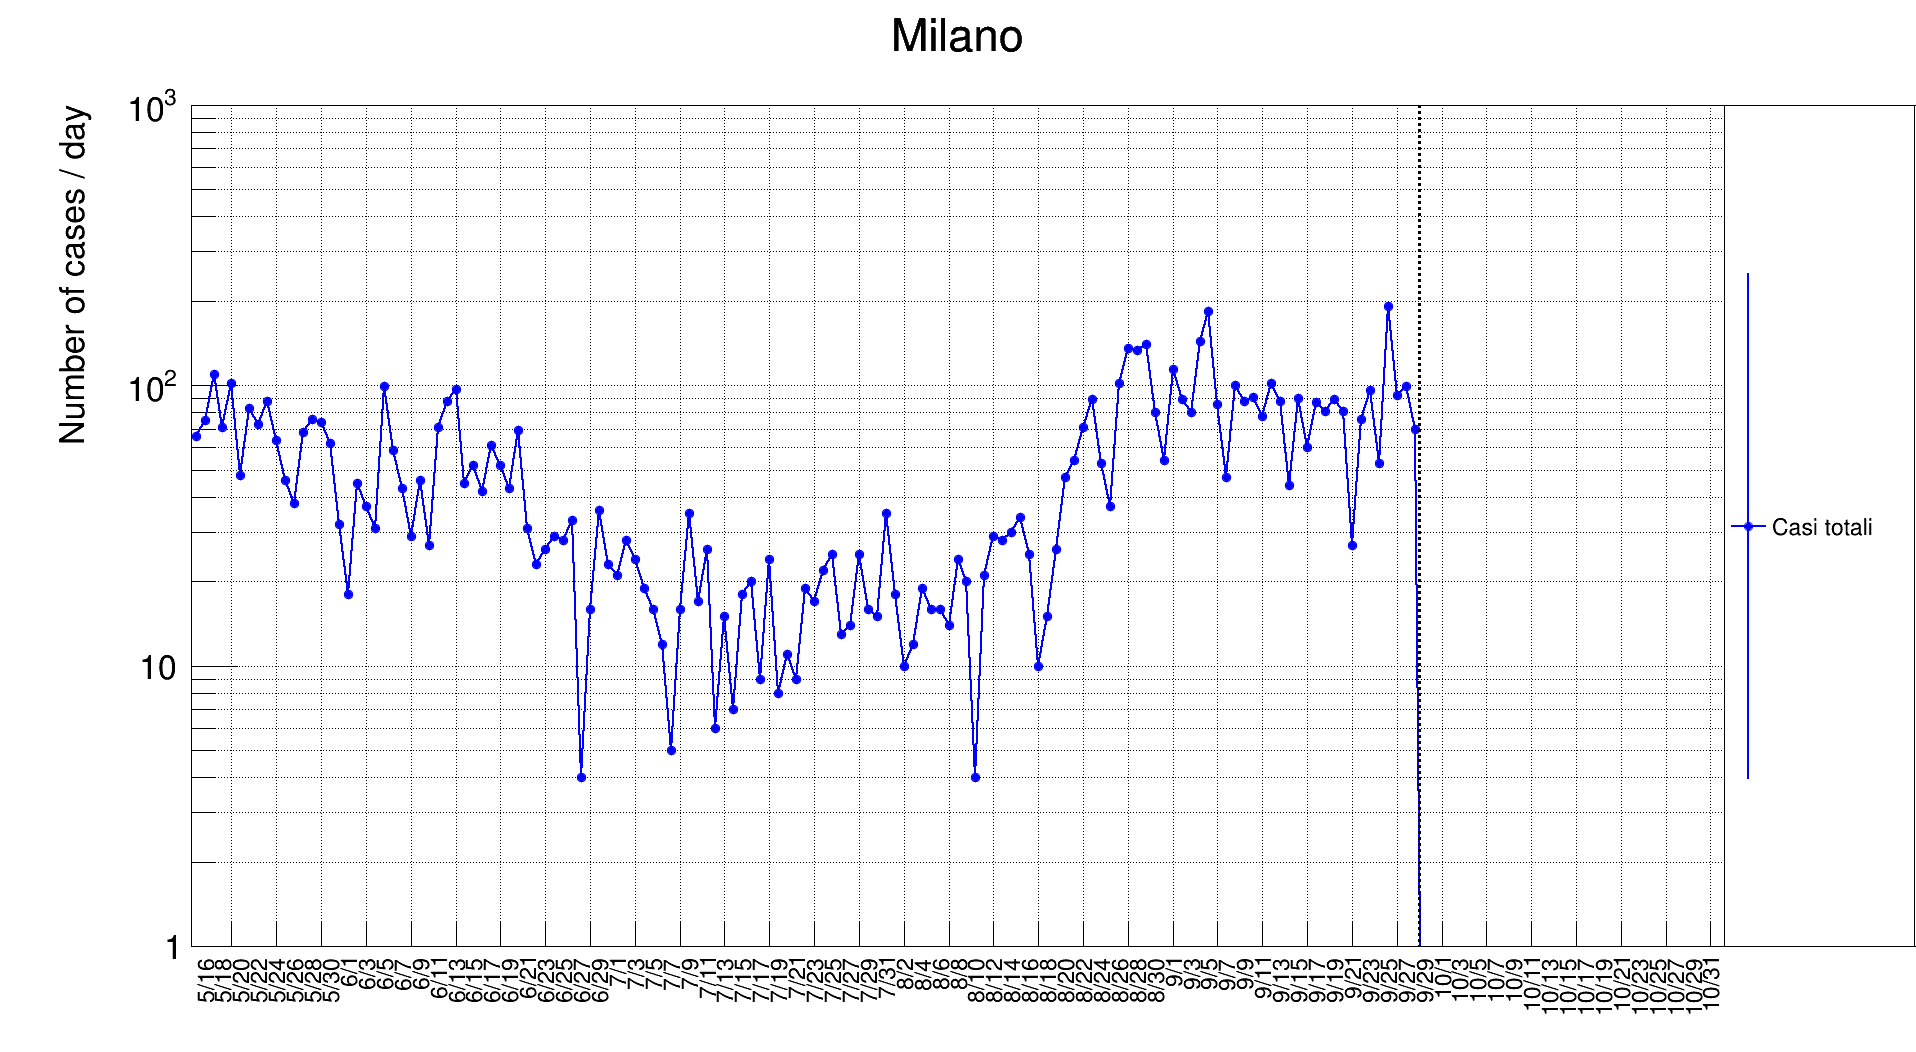 Milano
Number of cases / day
10³
10²
10
1
5/16 5/18 5/20 5/22 5/24 5/26 5/28 5/30 6/1 6/3 6/5 6/7 6/9 6/11 6/13 6/15 6/17 6/19 6/21 6/23 6/25 6/27 6/29 7/1 7/3 7/5 7/7 7/9 7/11 7/13 7/15 7/17 7/19 7/21 7/23 7/25 7/27 7/29 7/31 8/2 8/4 8/6 8/8 8/10 8/12 8/14 8/16 8/18 8/20 8/22 8/24 8/26 8/28 8/30 9/1 9/3 9/5 9/7 9/9 9/11 9/13 9/15 9/17 9/19 9/21 9/23 9/25 9/27 9/29 10/1 10/3 10/5 10/7 10/9 10/11 10/13 10/15 10/17 10/19 10/21 10/23 10/25 10/27 10/29 10/31
Casi totali